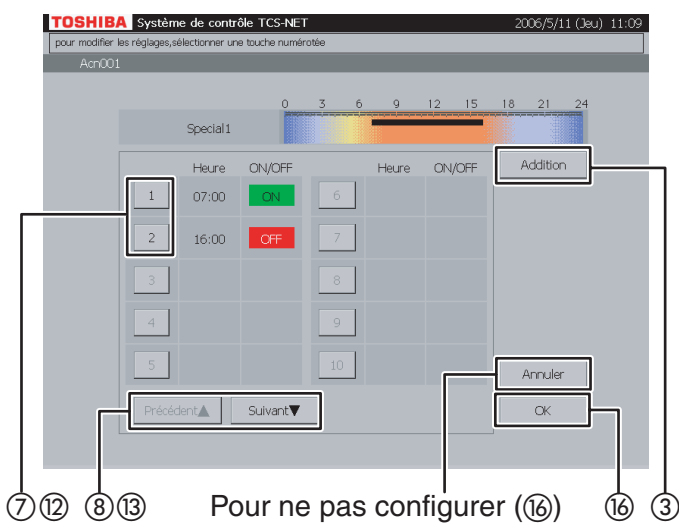 TOSHIBA Système de contrôle TCS-NET 2006/5/11 (Jeu) 11:09
pour modifier les réglages,sélectionner une touche numérotée
Acn001
0 3 6 9 12 15 18 21 24
Special1
Heure ON/OFF Heure ON/OFF Addition
1 07:00 ON 6
2 16:00 OFF 7
3 8
4 9
5 10
Annuler
Précédent▲ Suivant▼ OK
⑦⑫ ⑧⑬ Pour ne pas configurer (⑯) ⑯ ③